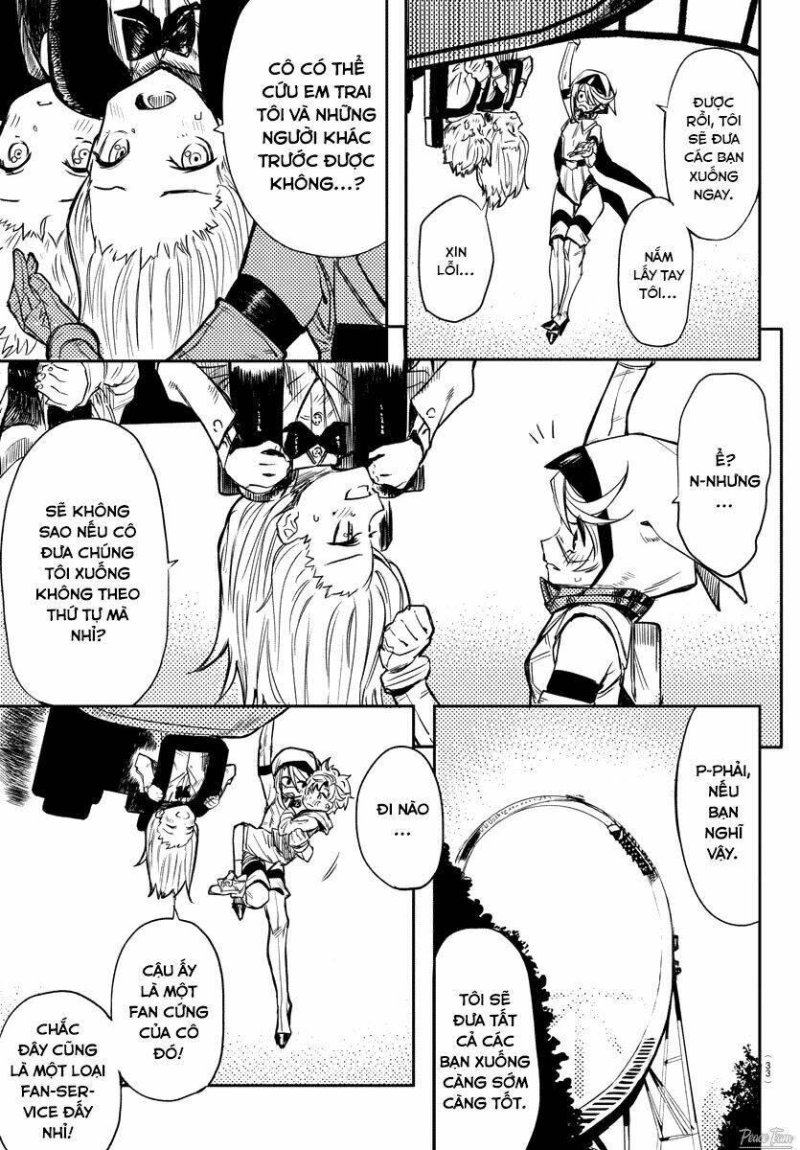 ĐƯỢC
RỒI, TÔI
SẼ ĐƯA
CÁC BẠN
XUỐNG
NGAY.
NẮM
LẤY TAY
TÔI...
XIN
LỖI...
CÔ CÓ THỂ
CỨU EM TRAI
TÔI VÀ NHỮNG
NGƯỜI KHÁC
TRƯỚC ĐƯỢC
KHÔNG...?
Ể?
N-NHƯNG
...
SẼ KHÔNG
SAO NẾU CÔ
ĐƯA CHÚNG
TÔI XUỐNG
KHÔNG THEO
THỨ TỰ MÀ
NHỈ?
P-PHẢI,
NẾU
BẠN
NGHĨ
VẬY.
TÔI SẼ
ĐƯA TẤT
CẢ CÁC
BẠN XUỐNG
CÀNG SỚM
CÀNG TỐT.
ĐI NÀO
...
CẬU ẤY
LÀ MỘT
FAN CỨNG
CỦA CÔ
ĐÓ!
CHẮC
ĐÂY CŨNG
LÀ MỘT LOẠI
FAN-SER-
VICE ĐẤY
NHỈ!
(33)
Peace Team